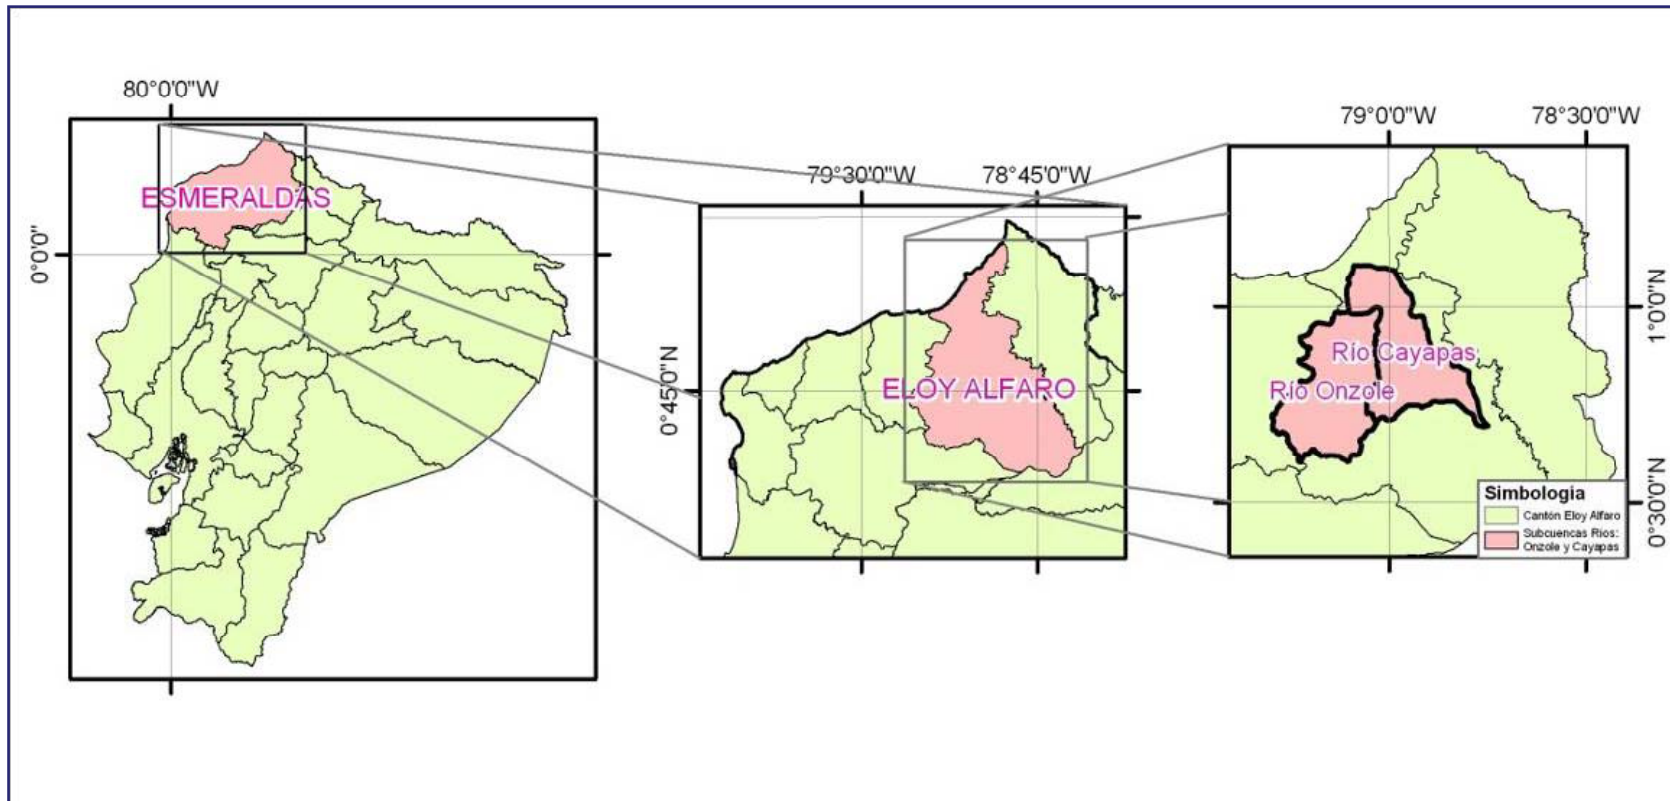 80°0'0"W
0°0'0"
ESMERALDAS
79°30'0"W
78°45'0"W
0°45'0"N
ELOY ALFARO
79°0'0"W
78°30'0"W
1°0'0"N
0°30'0"N
Río Cayapas
Río Onzole
Simbología
Cantón Eloy Alfaro
Subcuencas Rios:
Onzole y Cayapas